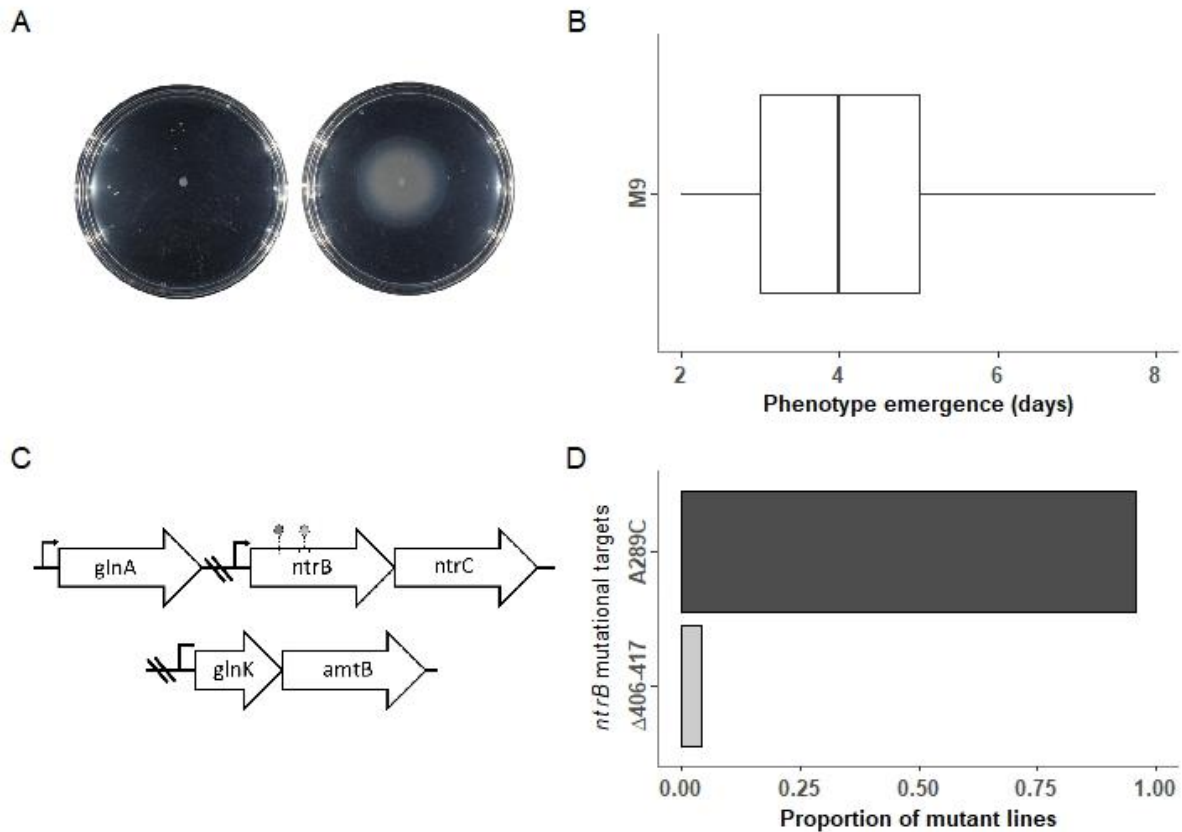 A
B
M9
2 4 6 8
Phenotype emergence (days)
C
glnA
ntrB
ntrC
glnK
amtB
D
ntrB mutational targets
A289C
Δ406-417
0.00 0.25 0.50 0.75 1.00
Proportion of mutant lines